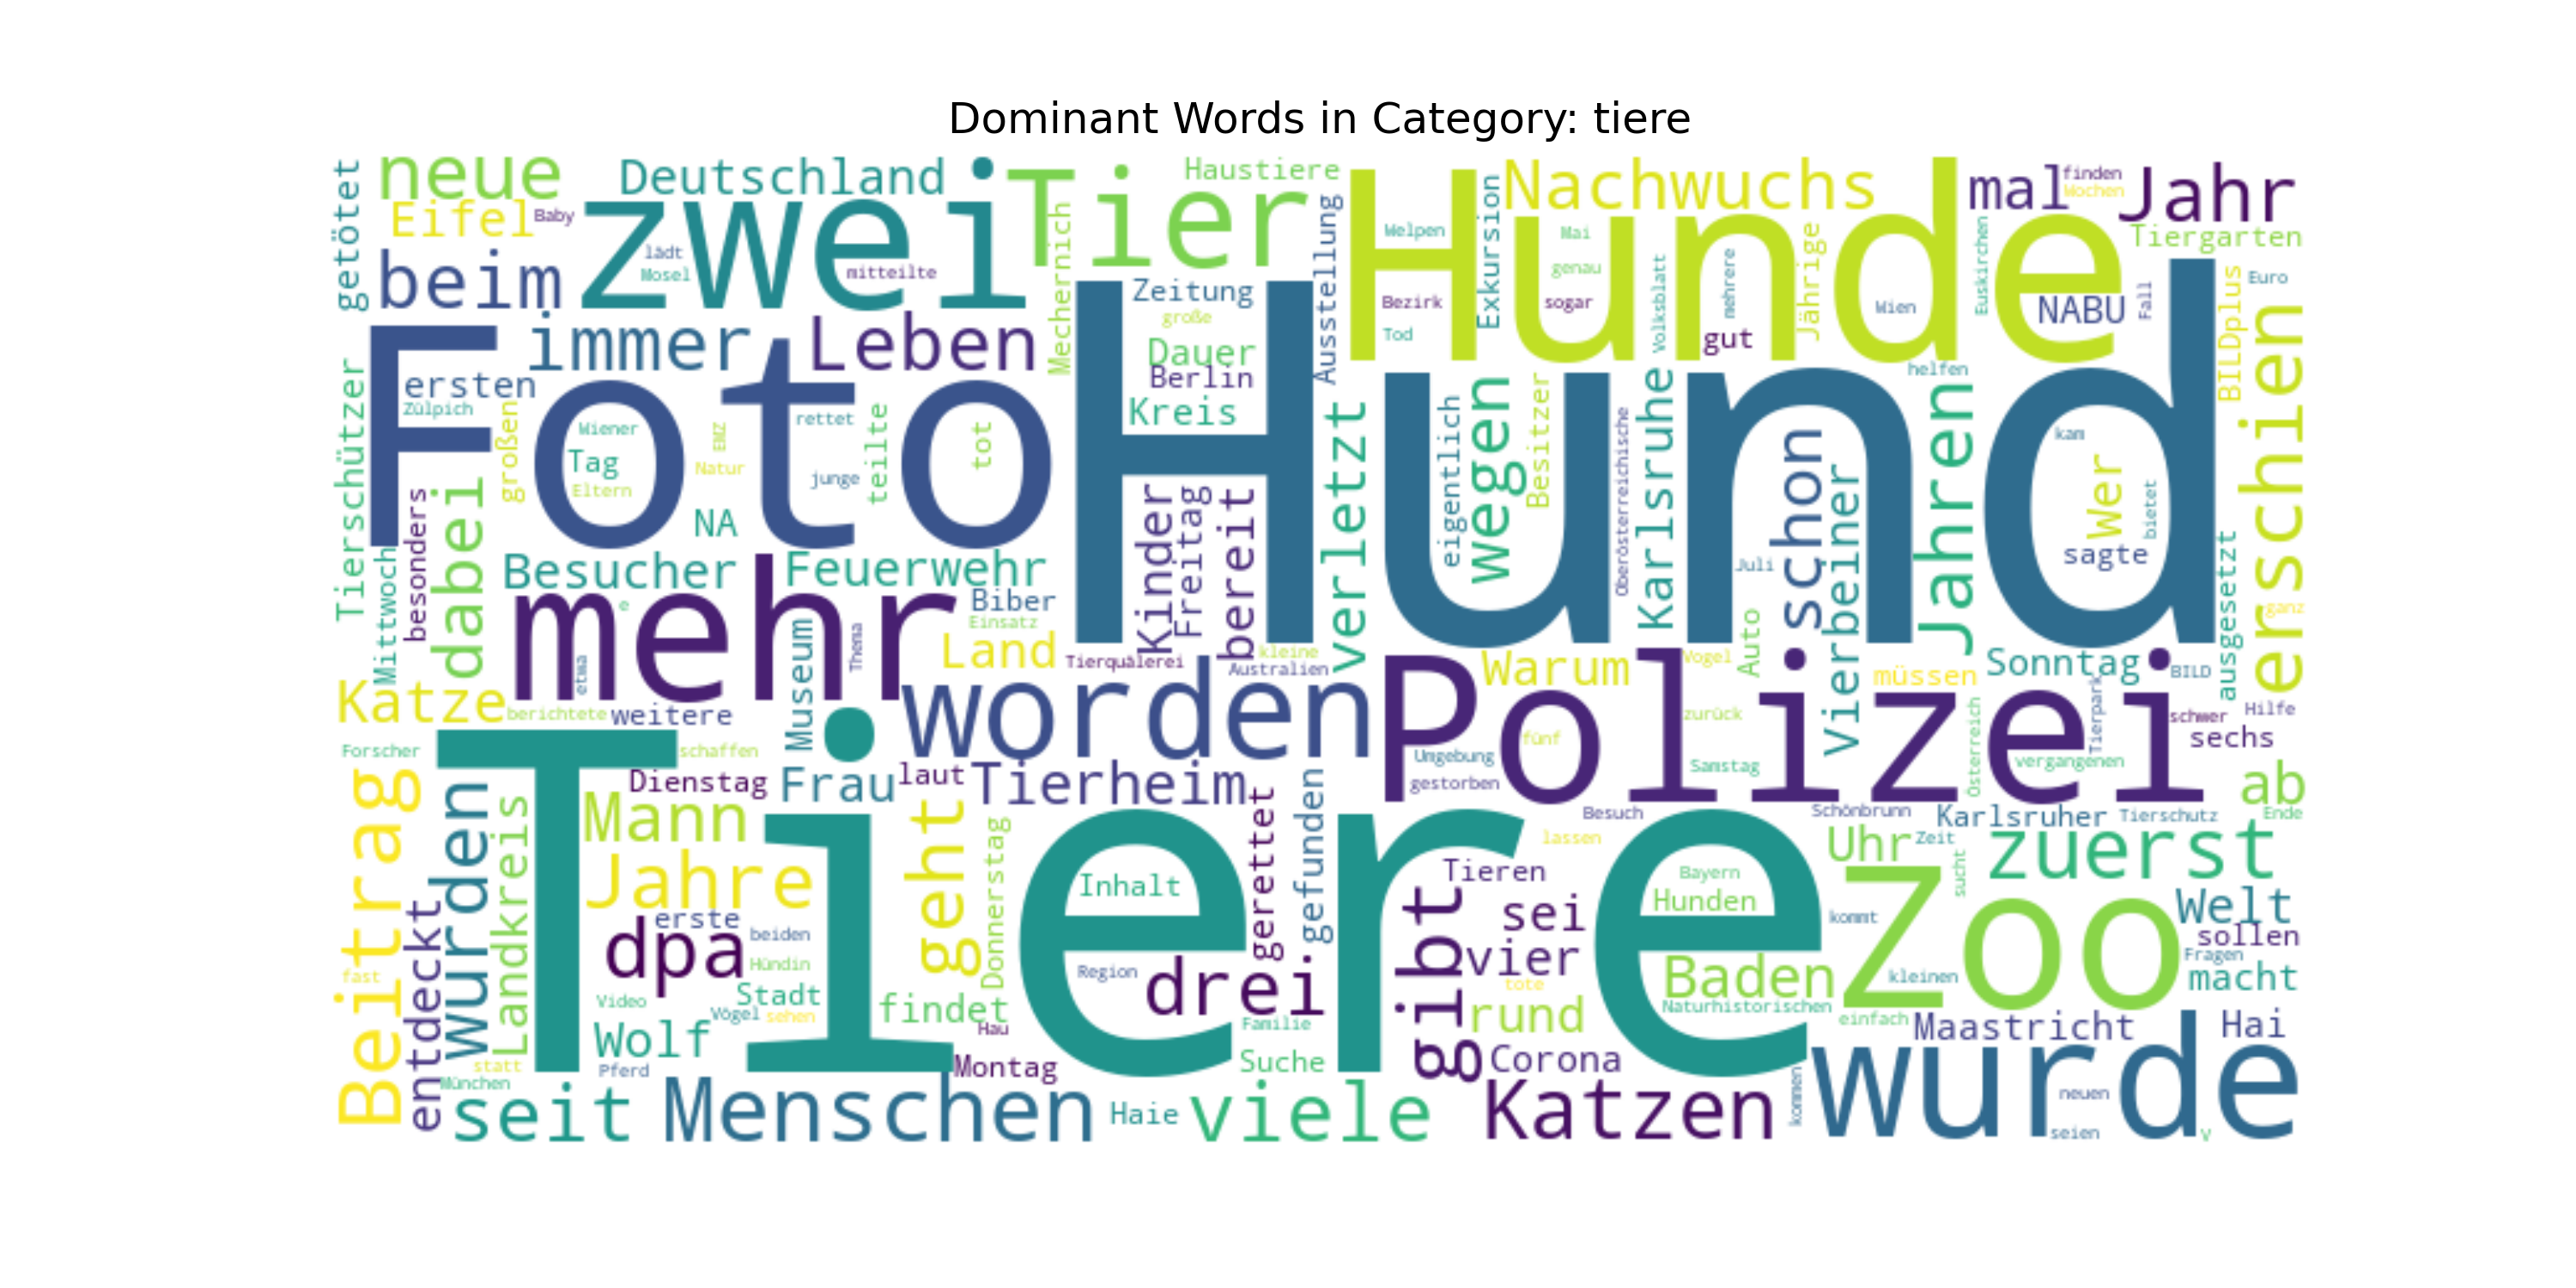 Dominant Words in Category: tiere
getötet
neue
Eifel
Baby
beim
Deutschland
zwei
lädt
Mosel
mitteilte
Tier
Haustiere
Mechernich
Zeitung
große
Dauer
Berlin
Kreis
Ausstellung
Hunde
Nachwuchs
Welpen
Bezirk
Tod
Exkursion
Mai
genau
sogar
Volksblatt
mehrere
gut
Jährige
Wien
Euskirchen
mal
finden
Wochen
Jahr
Tiergarten
NABU
Fall
BILDplus
Euro
erschien
Foto
immer
Leben
ersten
Zülpich
großen
Wiener
Tag
Eltern
EMZ
Natur
NA
rettet
junge
teilte
tot
Tierschützer
Mittwoch
besonders
dabei
Hund
Kinder
Freitag
bereit
verletzt
eigentlich
wegen
Besitzer
Oberösterreichische
Karlsruhe
Juli
schon
Vierbeiner
Jahren
helfen
kam
Wer
bietet
sagte
ausgesetzt
ganz
Besucher
Feuerwehr
Biber
Einsatz
mehr
e
etwa
Museum
Thema
Land
Tierquälerei
kleine
Australien
Katze
berichtete
weitere
worden
Polizei
Warum
Vogel
Auto
müssen
Sonntag
BILD
zurück
fünf
Umgebung
gestorben
Samstag
Österreich
Tierpark
vergangenen
schwer
Hilfe
sechs
ab
Ende
Forscher
schaffen
Dienstag
Frau
laut
Tierheim
Beitrag
fast
entdeckt
wurden
Landkreis
Tiere
Mann
Jahre
erste
dpa
beiden
Hündin
Video
Stadt
Vögel
sehen
Wolf
Pferd
geht
Donnerstag
findet
Hau
Montag
Inhalt
Region
drei
gerettet
gefunden
Familie
Suche
gibt
Tieren
sei
vier
tote
rund
Corona
Besuch
lassen
Bayern
Hunden
Baden
Naturhistorischen
Schönbrunn
Karlsruher
Tierschutz
Uhr
Zeit
sucht
zuerst
Zoo
kommt
kleinen
einfach
Welt
sollen
Fragen
macht
Maastricht
Hai
statt
München
seit
Menschen
Haie
viele
Katzen
kommen
wurde
neuen
seien
v